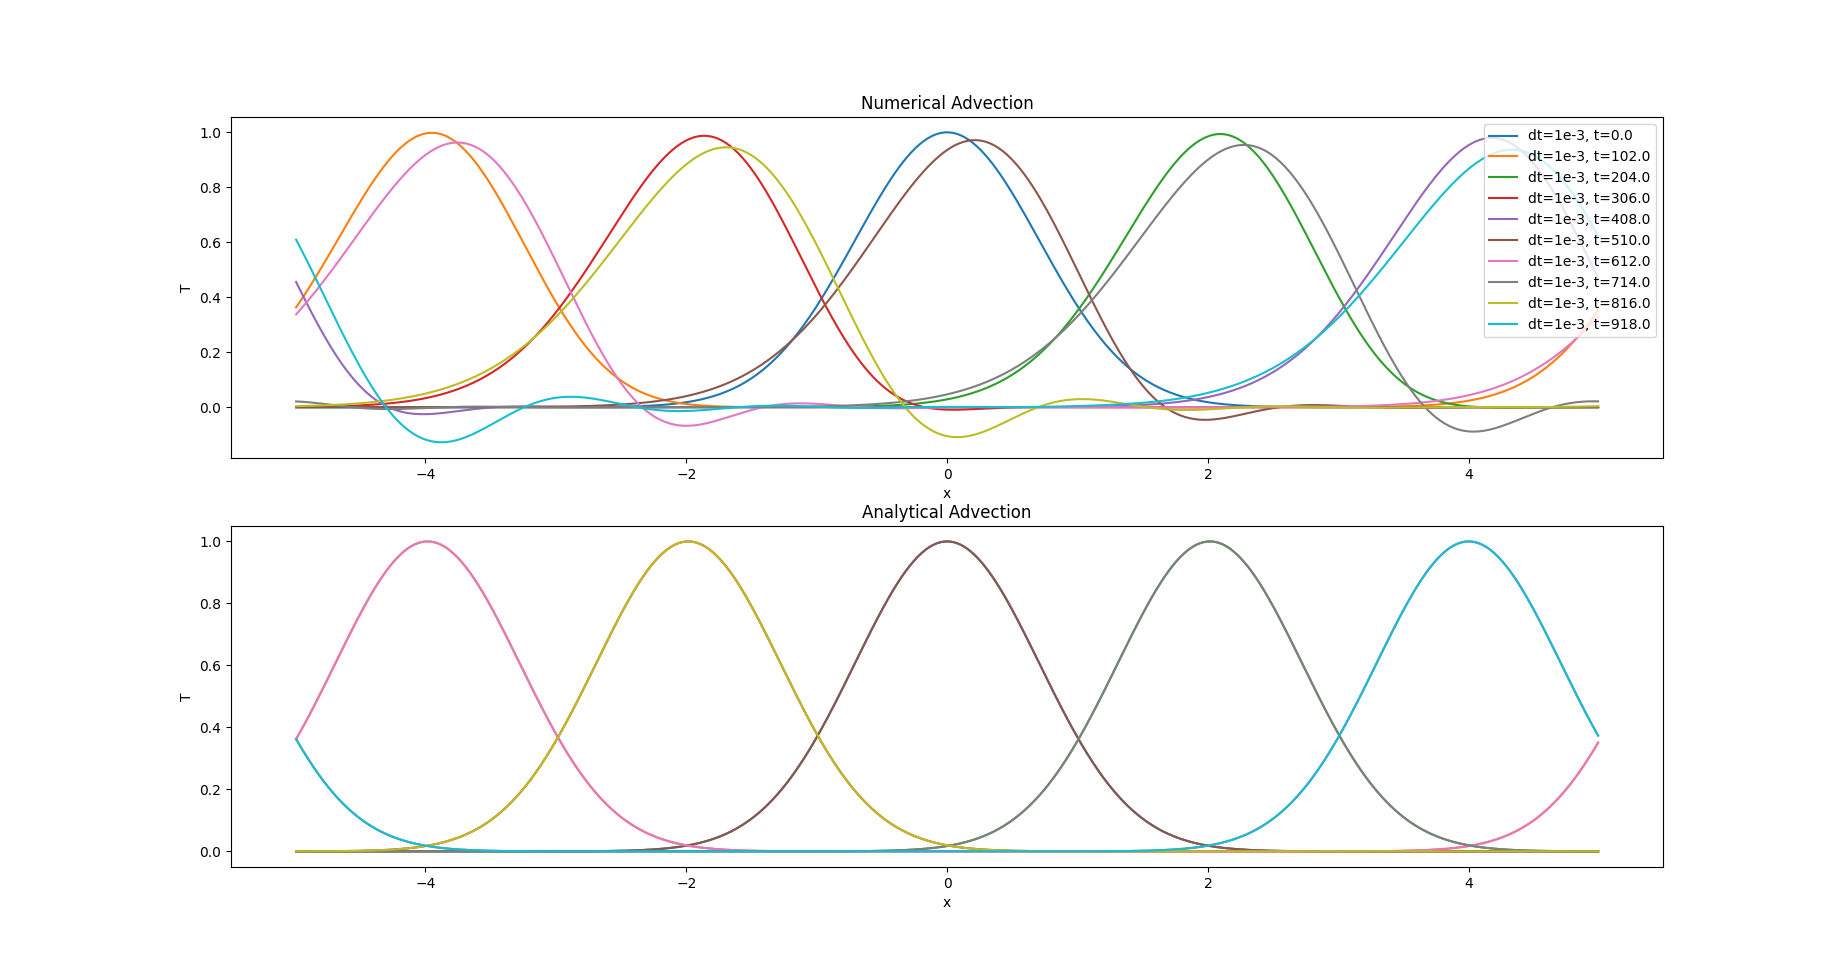 Numerical Advection
1.0
0.8
0.6
0.4
0.2
0.0
T
dt=1e-3, t=0.0
dt=1e-3, t=102.0
dt=1e-3, t=204.0
dt=1e-3, t=306.0
dt=1e-3, t=408.0
dt=1e-3, t=510.0
dt=1e-3, t=612.0
dt=1e-3, t=714.0
dt=1e-3, t=816.0
dt=1e-3, t=918.0
−4 −2 0 2 4
x
Analytical Advection
1.0
0.8
0.6
0.4
0.2
0.0
T
−4 −2 0 2 4
x